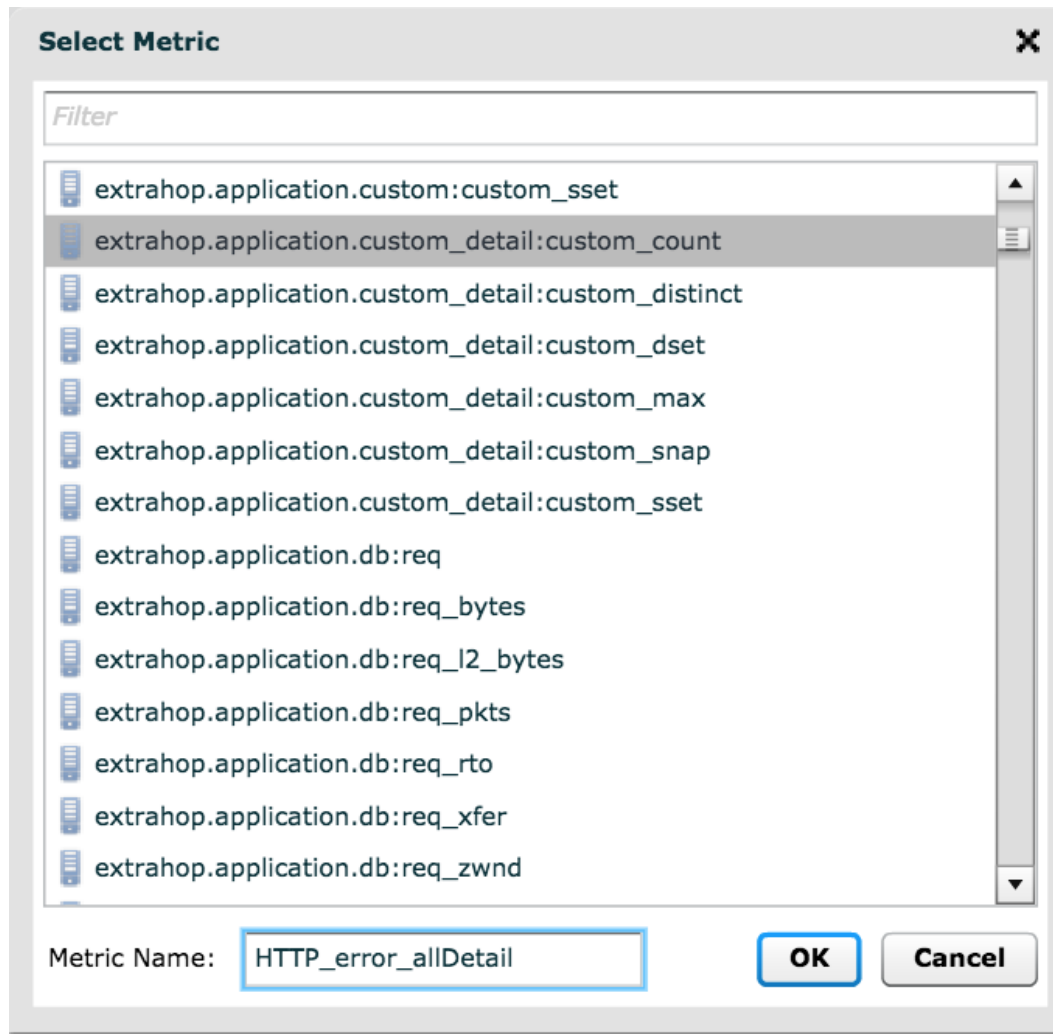 Select Metric
Filter
extrahop.application.custom:custom_sset
extrahop.application.custom_detail:custom_count
extrahop.application.custom_detail:custom_distinct
extrahop.application.custom_detail:custom_dset
extrahop.application.custom_detail:custom_max
extrahop.application.custom_detail:custom_snap
extrahop.application.custom_detail:custom_sset
extrahop.application.db:req
extrahop.application.db:req_bytes
extrahop.application.db:req_l2_bytes
extrahop.application.db:req_pkts
extrahop.application.db:req_rto
extrahop.application.db:req_xfer
extrahop.application.db:req_zwnd
Metric Name: HTTP_error_allDetail OK Cancel